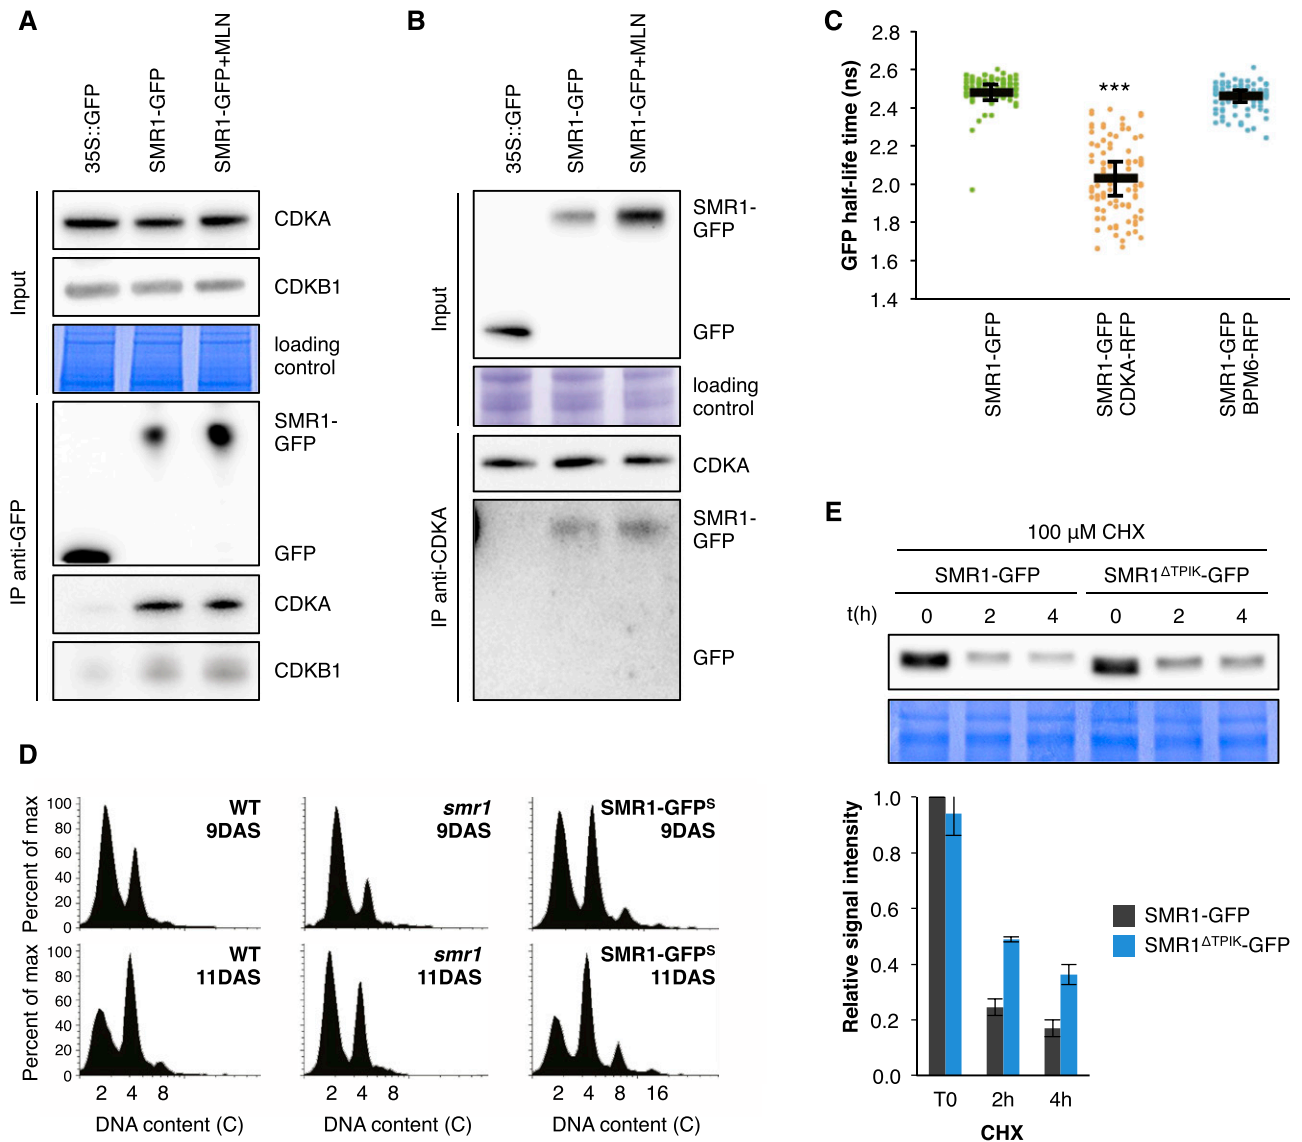 A
35S::GFP
SMR1-GFP
SMR1-GFP+MLN
Input
CDKA
CDKB1
loading
control
IP anti-GFP
SMR1-
GFP
GFP
CDKA
CDKB1
B
35S::GFP
SMR1-GFP
SMR1-GFP+MLN
Input
SMR1-
GFP
GFP
loading
control
IP anti-CDKA
CDKA
SMR1-
GFP
GFP
C
GFP half-life time (ns)
2.8
2.6
2.4
2.2
2.0
1.8
1.6
1.4
***
SMR1-GFP
SMR1-GFP
CDKA-RFP
SMR1-GFP
BPM6-RFP
D
Percent of max
100
80
60
40
20
0
WT
9DAS
smr1
9DAS
SMR1-GFPˢ
9DAS
Percent of max
100
80
60
40
20
0
WT
11DAS
smr1
11DAS
SMR1-GFPˢ
11DAS
2 4 8
2 4 8
2 4 8 16
DNA content (C)
DNA content (C)
DNA content (C)
E
100 µM CHX
SMR1-GFP
SMR1ΔTPIK-GFP
t(h) 0 2 4 0 2 4
Relative signal intensity
1.0
0.8
0.6
0.4
0.2
0.0
T0 2h 4h
CHX
SMR1-GFP
SMR1ΔTPIK-GFP